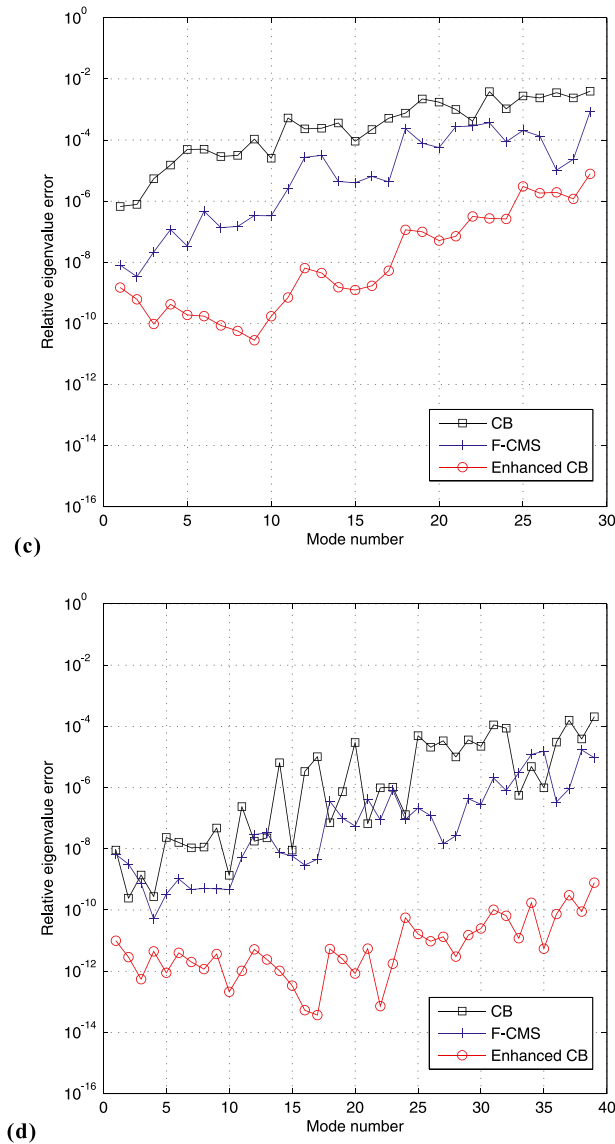 10^0
10^-2
10^-4
10^-6
10^-8
10^-10
10^-12
10^-14
10^-16
Relative eigenvalue error
0 5 10 15 20 25 30
Mode number
CB
F-CMS
Enhanced CB
(c)
10^0
10^-2
10^-4
10^-6
10^-8
10^-10
10^-12
10^-14
10^-16
Relative eigenvalue error
0 5 10 15 20 25 30 35 40
Mode number
CB
F-CMS
Enhanced CB
(d)